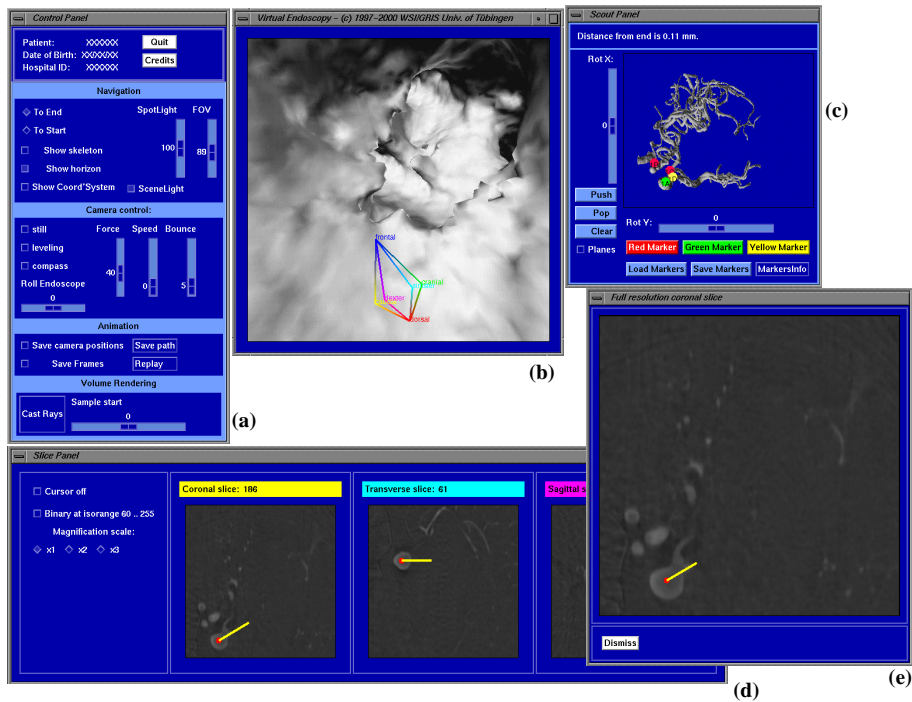 Control Panel
Patient: XXXXXX
Date of Birth: XX/XX/XX
Hospital ID: XXXXXX
Quit
Credits
Navigation
To End
To Start
Show skeleton
Show horizon
Show Coord'System
SpotLight
FOV
100
89
SceneLight
Camera control:
still
leveling
compass
Roll Endoscope
0
Force
Speed
Bounce
40
0
5
Animation
Save camera positions
Save path
Save Frames
Replay
Volume Rendering
Cast Rays
Sample start
0
(a)
Virtual Endoscopy - (c) 1997-2000 WSI/GRIS Univ. of Tübingen
frontal
cranial
dexter
dorsal
(b)
Scout Panel
Distance from end is 0.11 mm.
Rot X:
0
Push
Pop
Clear
Planes
Rot Y:
0
Red Marker
Green Marker
Yellow Marker
Load Markers
Save Markers
MarkersInfo
(c)
Slice Panel
Cursor off
Binary at isorange 60 .. 255
Magnification scale:
x1
x2
x3
Coronal slice: 186
Transverse slice: 61
Segittal s
(d)
Full resolution coronal slice
Dismiss
(e)